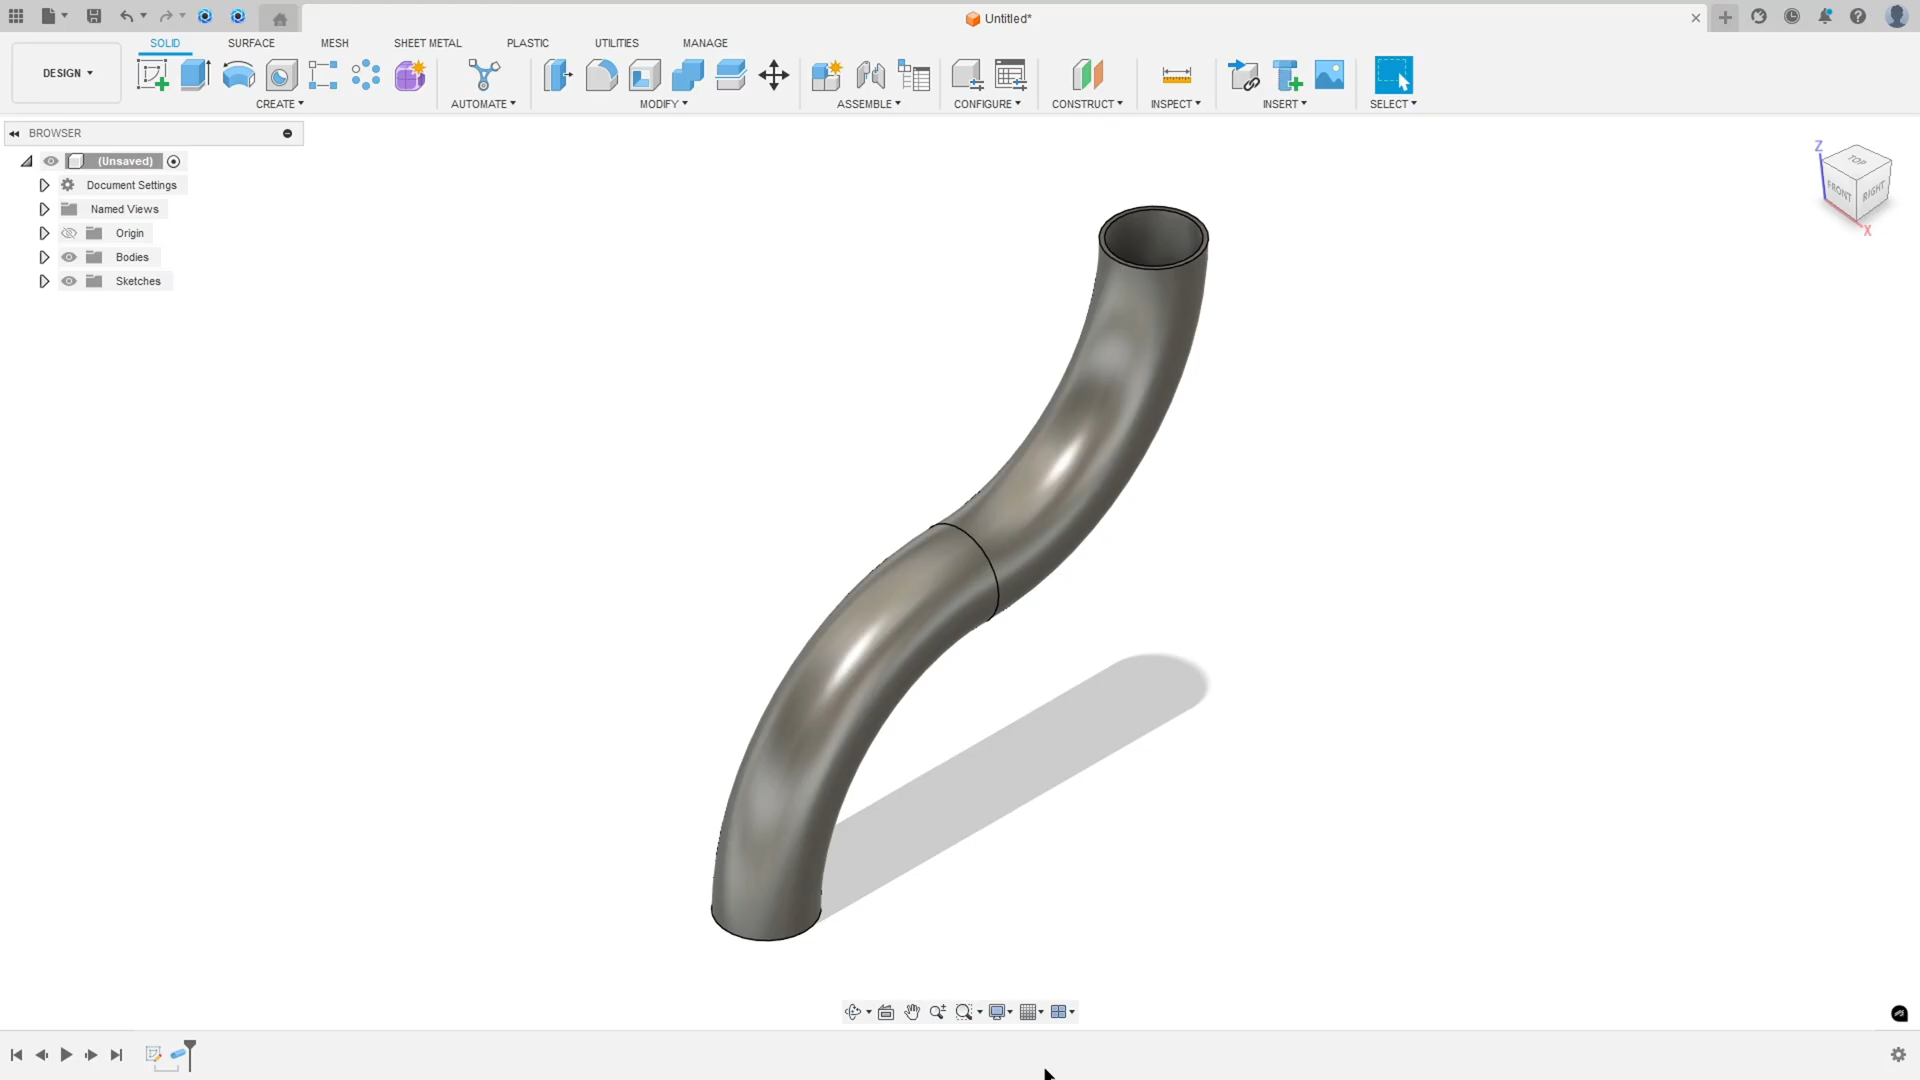 Untitled*
SOLID SURFACE MESH SHEET METAL PLASTIC UTILITIES MANAGE
DESIGN
CREATE AUTOMATE MODIFY ASSEMBLE CONFIGURE CONSTRUCT INSPECT INSERT SELECT
BROWSER
(Unsaved)
Document Settings
Named Views
Origin
Bodies
Sketches
Z
TOP
FRONT RIGHT
X